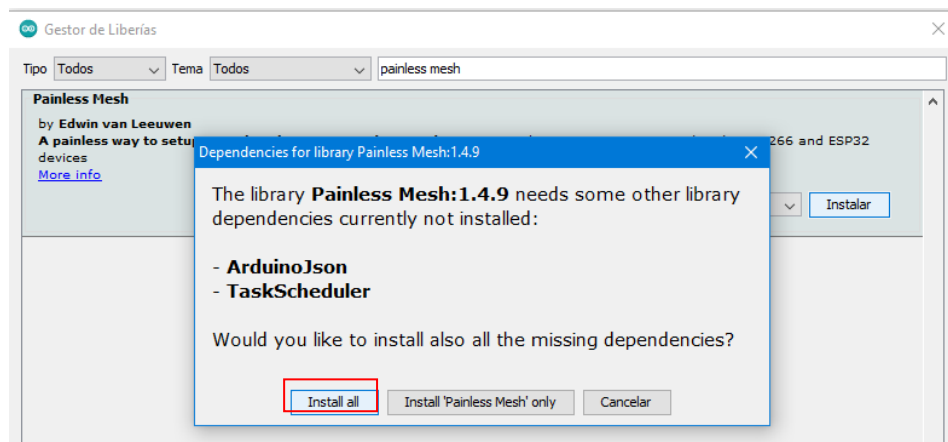 Gestor de Liberías
Tipo Todos Tema Todos painless mesh
Painless Mesh
by Edwin van Leeuwen
A painless way to setu
266 and ESP32
devices
More info
Instalar
Dependencies for library Painless Mesh:1.4.9
The library Painless Mesh:1.4.9 needs some other library
dependencies currently not installed:
- ArduinoJson
- TaskScheduler
Would you like to install also all the missing dependencies?
Install all Install 'Painless Mesh' only Cancelar